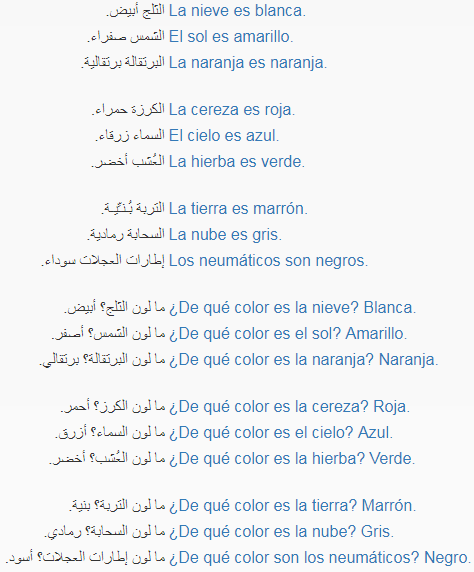 الثلج أبيض. La nieve es blanca.
الشمس صفراء. El sol es amarillo.
البرتقالة برتقالية. La naranja es naranja.
الكرزة حمراء. La cereza es roja.
السماء زرقاء. El cielo es azul.
العُشب أخضر. La hierba es verde.
التربة بُـنـّيـة. La tierra es marrón.
السحابة رمادية. La nube es gris.
إطارات العجلات سوداء. Los neumáticos son negros.
ما لون الثلج؟ أبيض. ¿De qué color es la nieve? Blanca.
ما لون الشمس؟ أصفر. ¿De qué color es el sol? Amarillo.
ما لون البرتقالة؟ برتقالي. ¿De qué color es la naranja? Naranja.
ما لون الكرز؟ أحمر. ¿De qué color es la cereza? Roja.
ما لون السماء؟ أزرق. ¿De qué color es el cielo? Azul.
ما لون العُشب؟ أخضر. ¿De qué color es la hierba? Verde.
ما لون التربة؟ بنية. ¿De qué color es la tierra? Marrón.
ما لون السحابة؟ رمادي. ¿De qué color es la nube? Gris.
ما لون إطارات العجلات؟ أسود. ¿De qué color son los neumáticos? Negro.